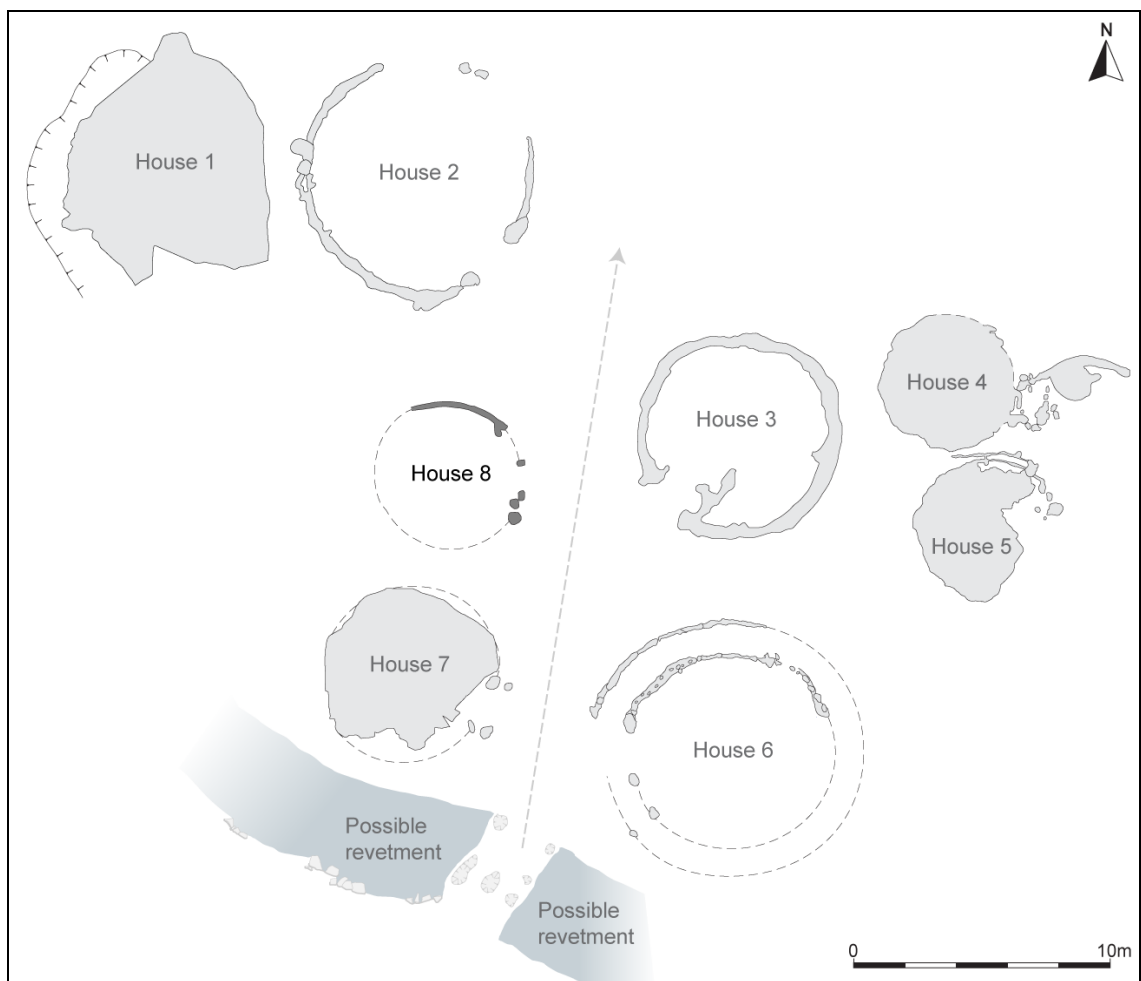 N
House 1
House 2
House 4
House 3
House 8
House 5
House 7
House 6
Possible
revetment
Possible
revetment
0
10m